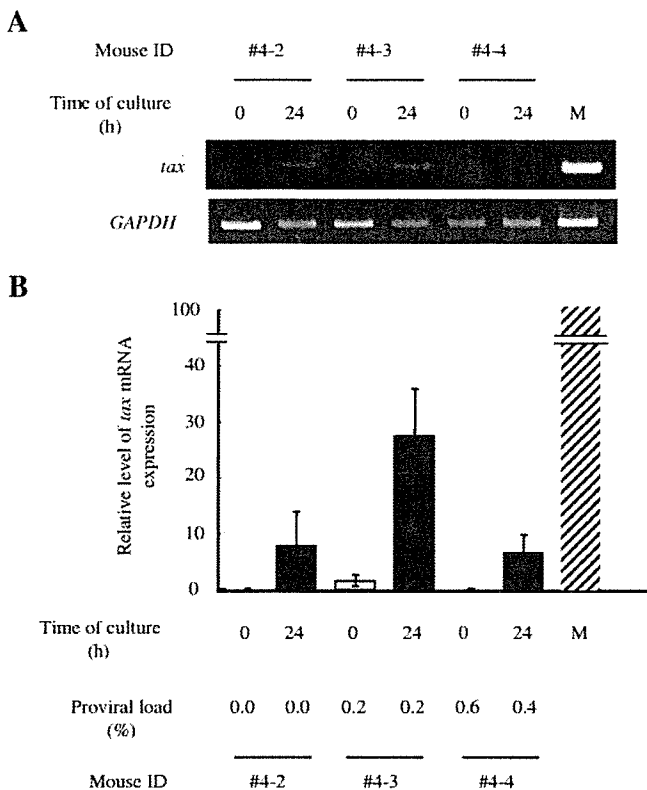 A
Mouse ID #4-2 #4-3 #4-4
Time of culture 0 24 0 24 0 24 M
(h)
tax
GAPDH
B
Relative level of tax mRNA
expression
100
40
30
20
10
0
Time of culture 0 24 0 24 0 24 M
(h)
Proviral load 0.0 0.0 0.2 0.2 0.6 0.4
(%)
Mouse ID #4-2 #4-3 #4-4